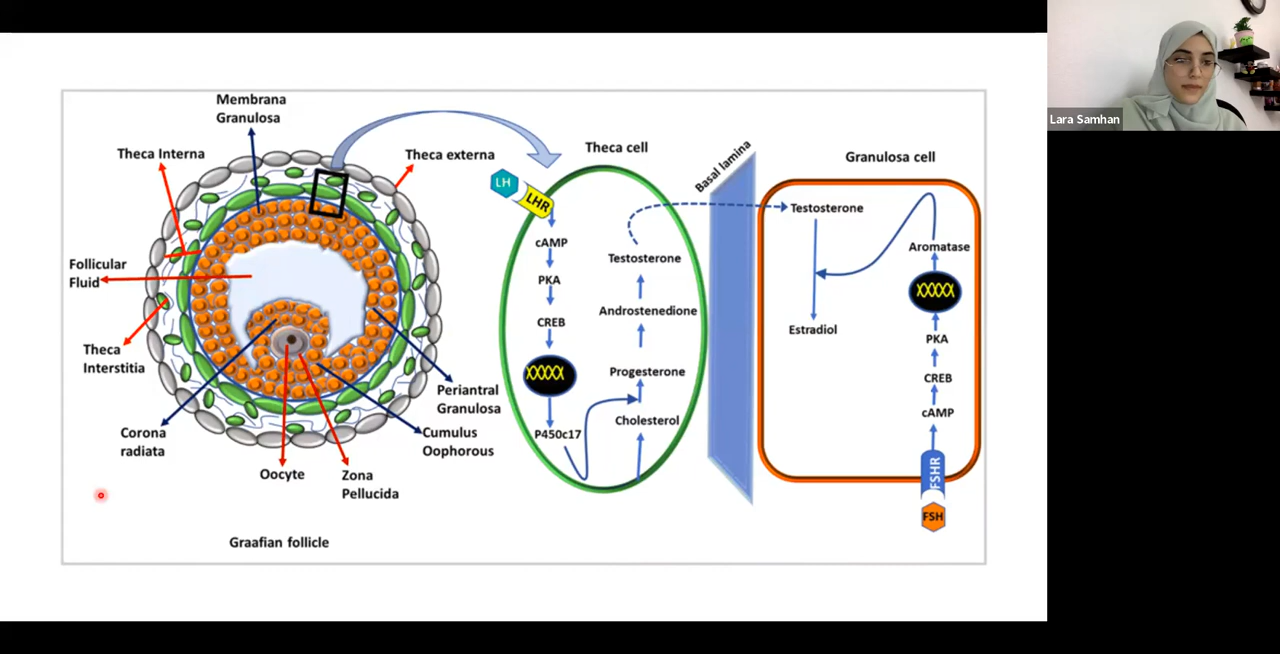 Membrana
Granulosa
Theca Interna
Theca externa
Follicular
Fluid
Theca
Interstitia
Corona
radiata
Oocyte
Zona
Pellucida
Cumulus
Oophorous
Periantral
Granulosa
Graafian follicle
Theca cell
LH
LHR
cAMP
PKA
CREB
P450c17
Testosterone
Androstenedione
Progesterone
Cholesterol
Basal lamina
Granulosa cell
Testosterone
Estradiol
Aromatase
PKA
CREB
cAMP
FSHR
FSH
Lara Samhan